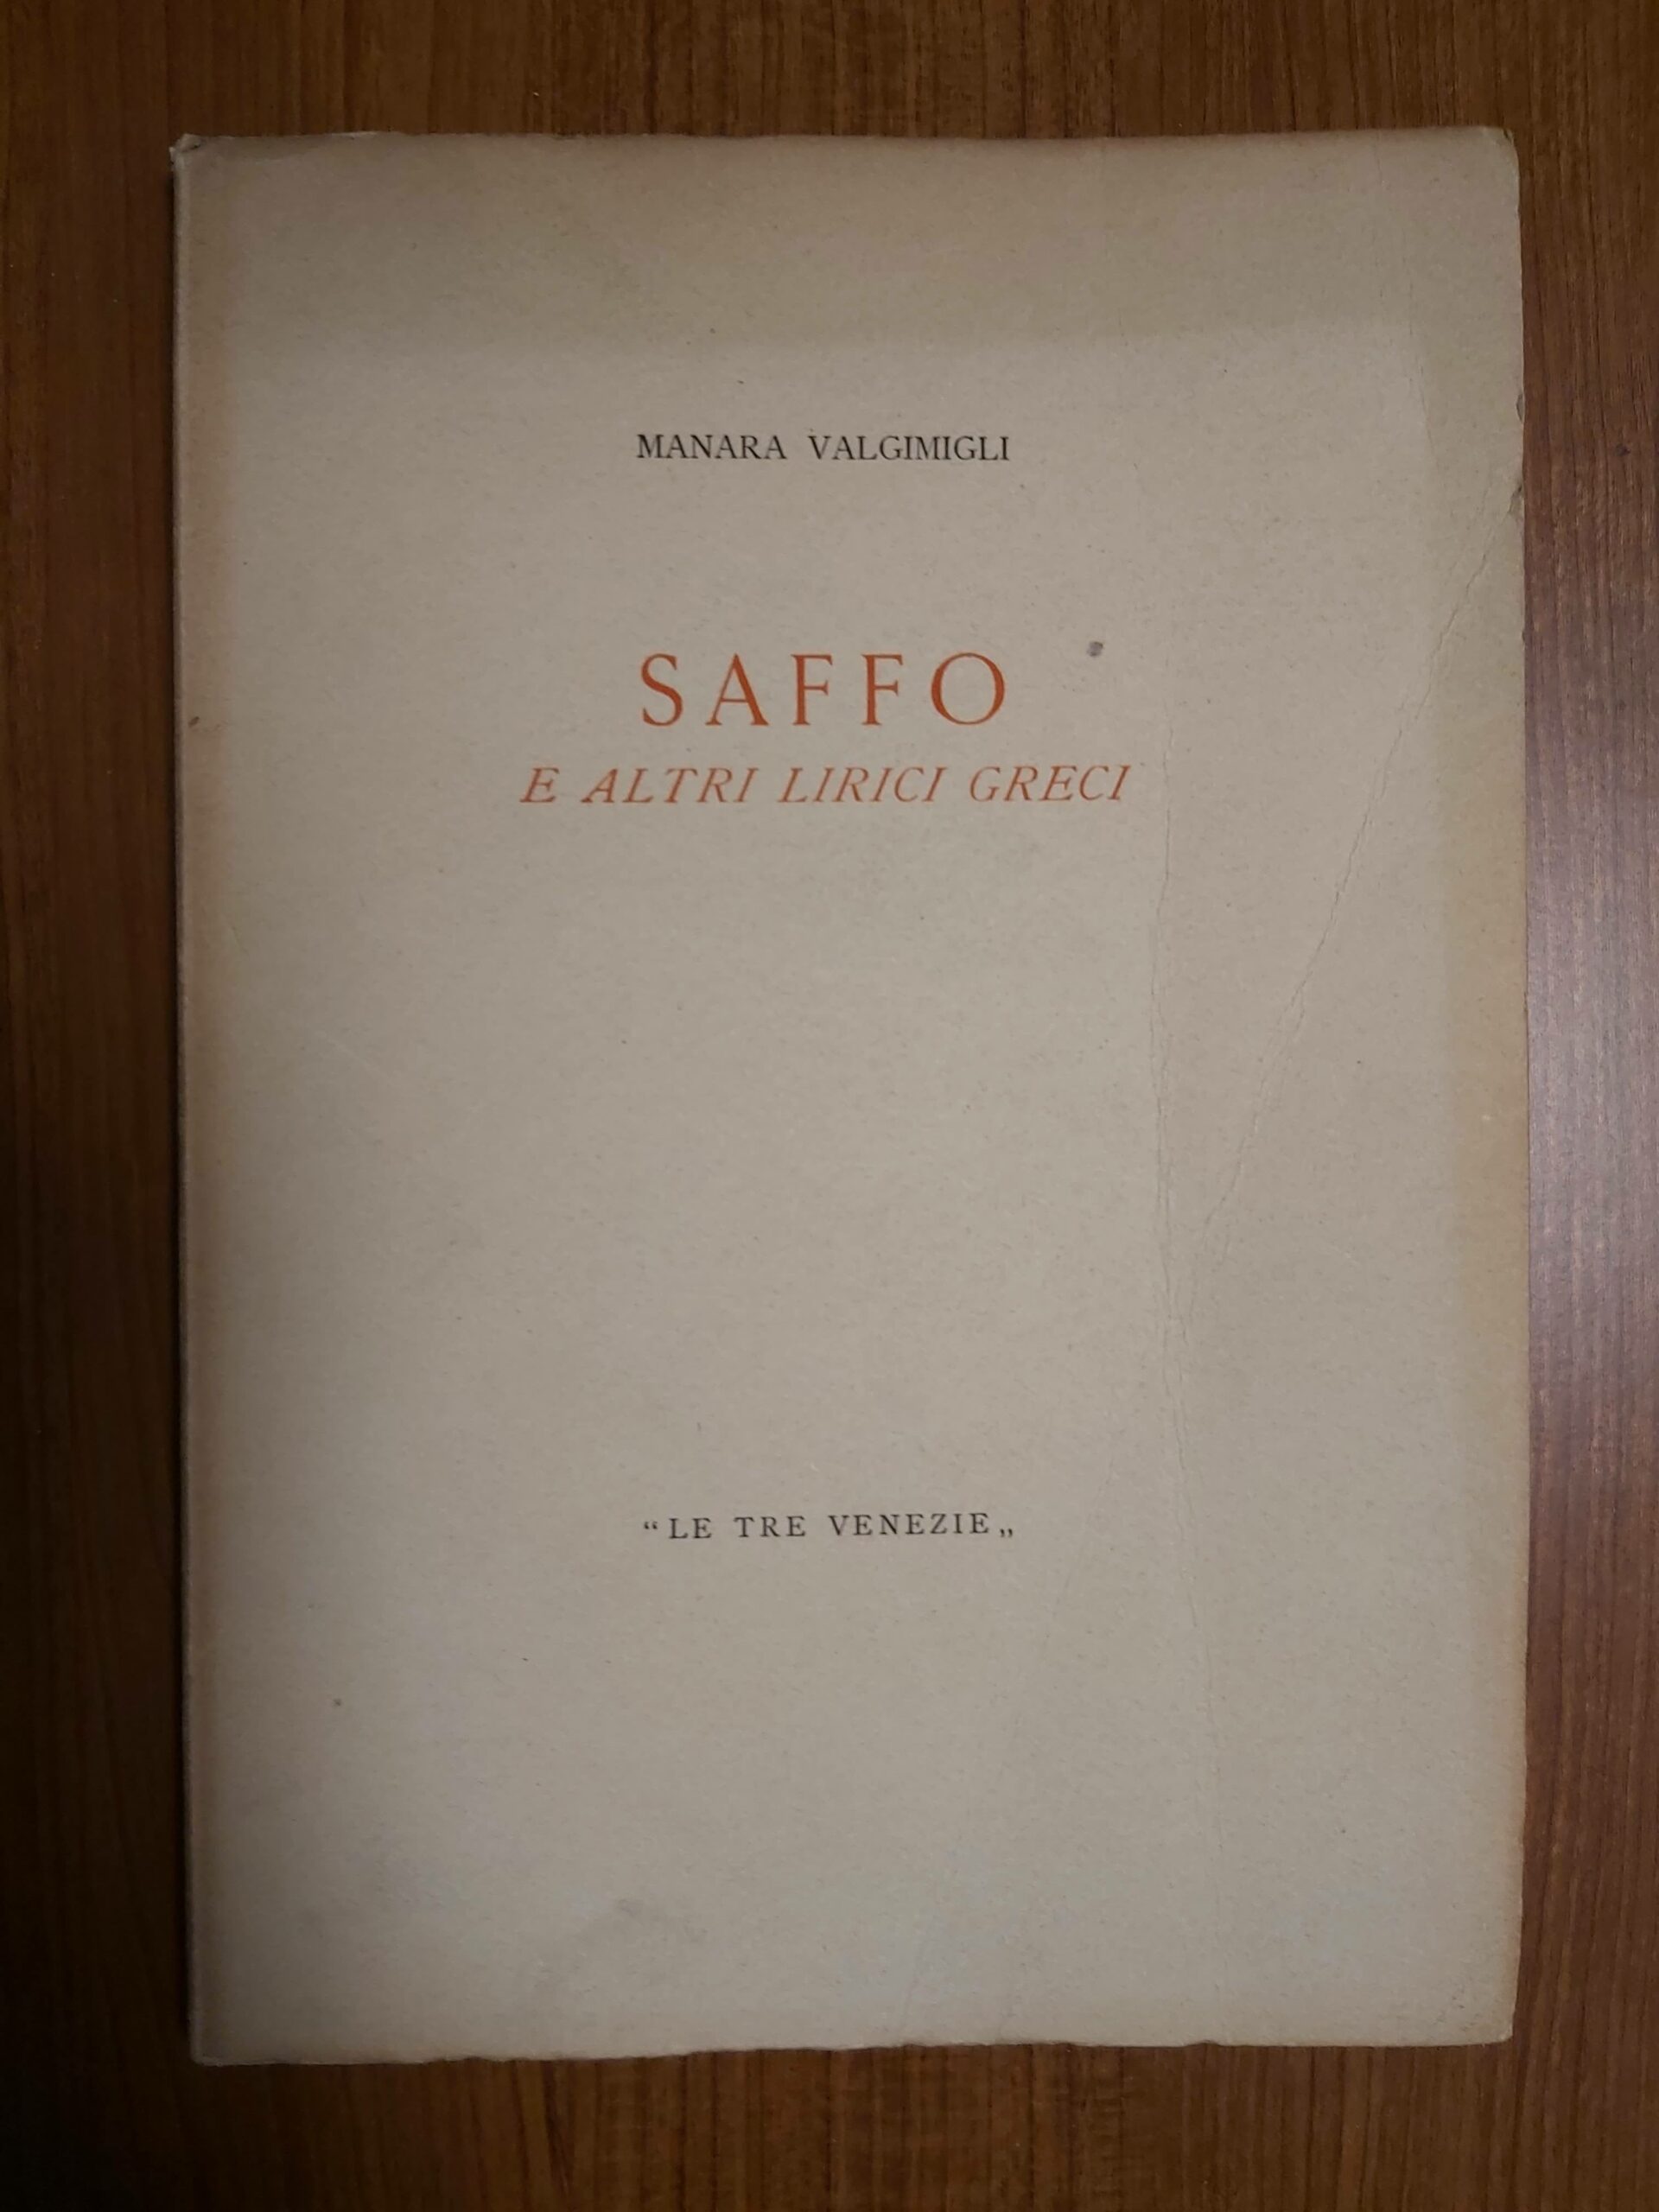 MANARA VALGIMIGLI
SAFFO
E ALTRI LIRICI GRECI
“LE TRE VENEZIE„